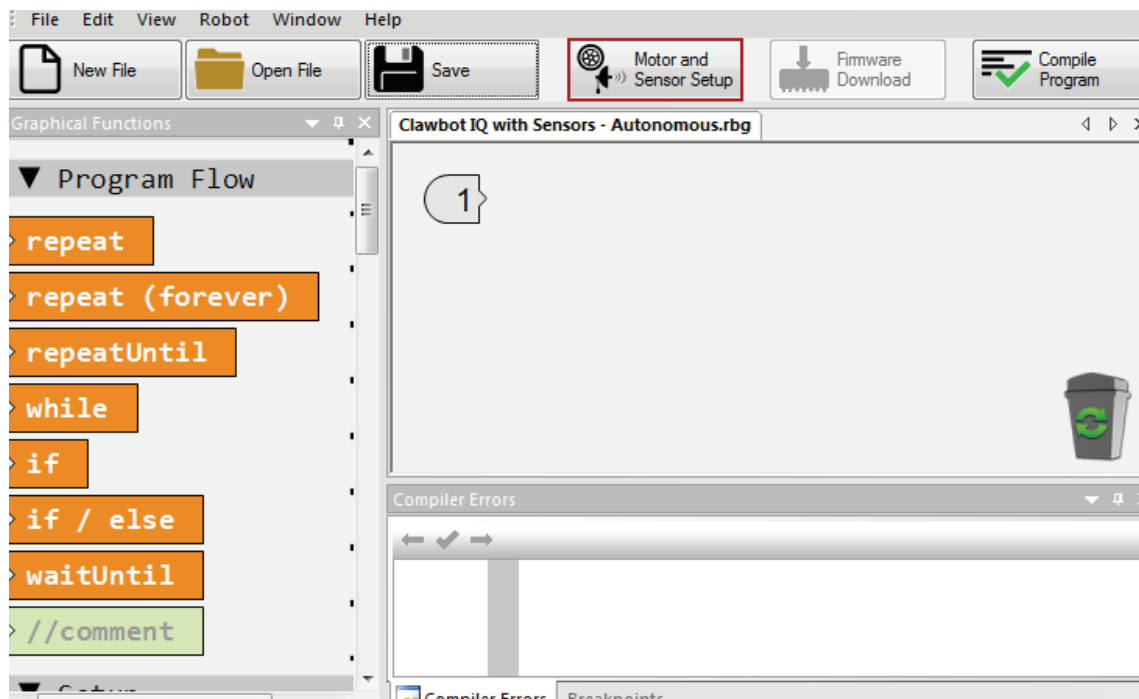 File Edit View Robot Window Help
New File
Open File
Save
Motor and
Sensor Setup
Firmware
Download
Compile
Program
Graphical Functions
▼ Program Flow
repeat
repeat (forever)
repeatUntil
while
if
if / else
waitUntil
//comment
Clawbot IQ with Sensors - Autonomous.rbg
1
Compiler Errors
Compiler Errors
Breakpoints